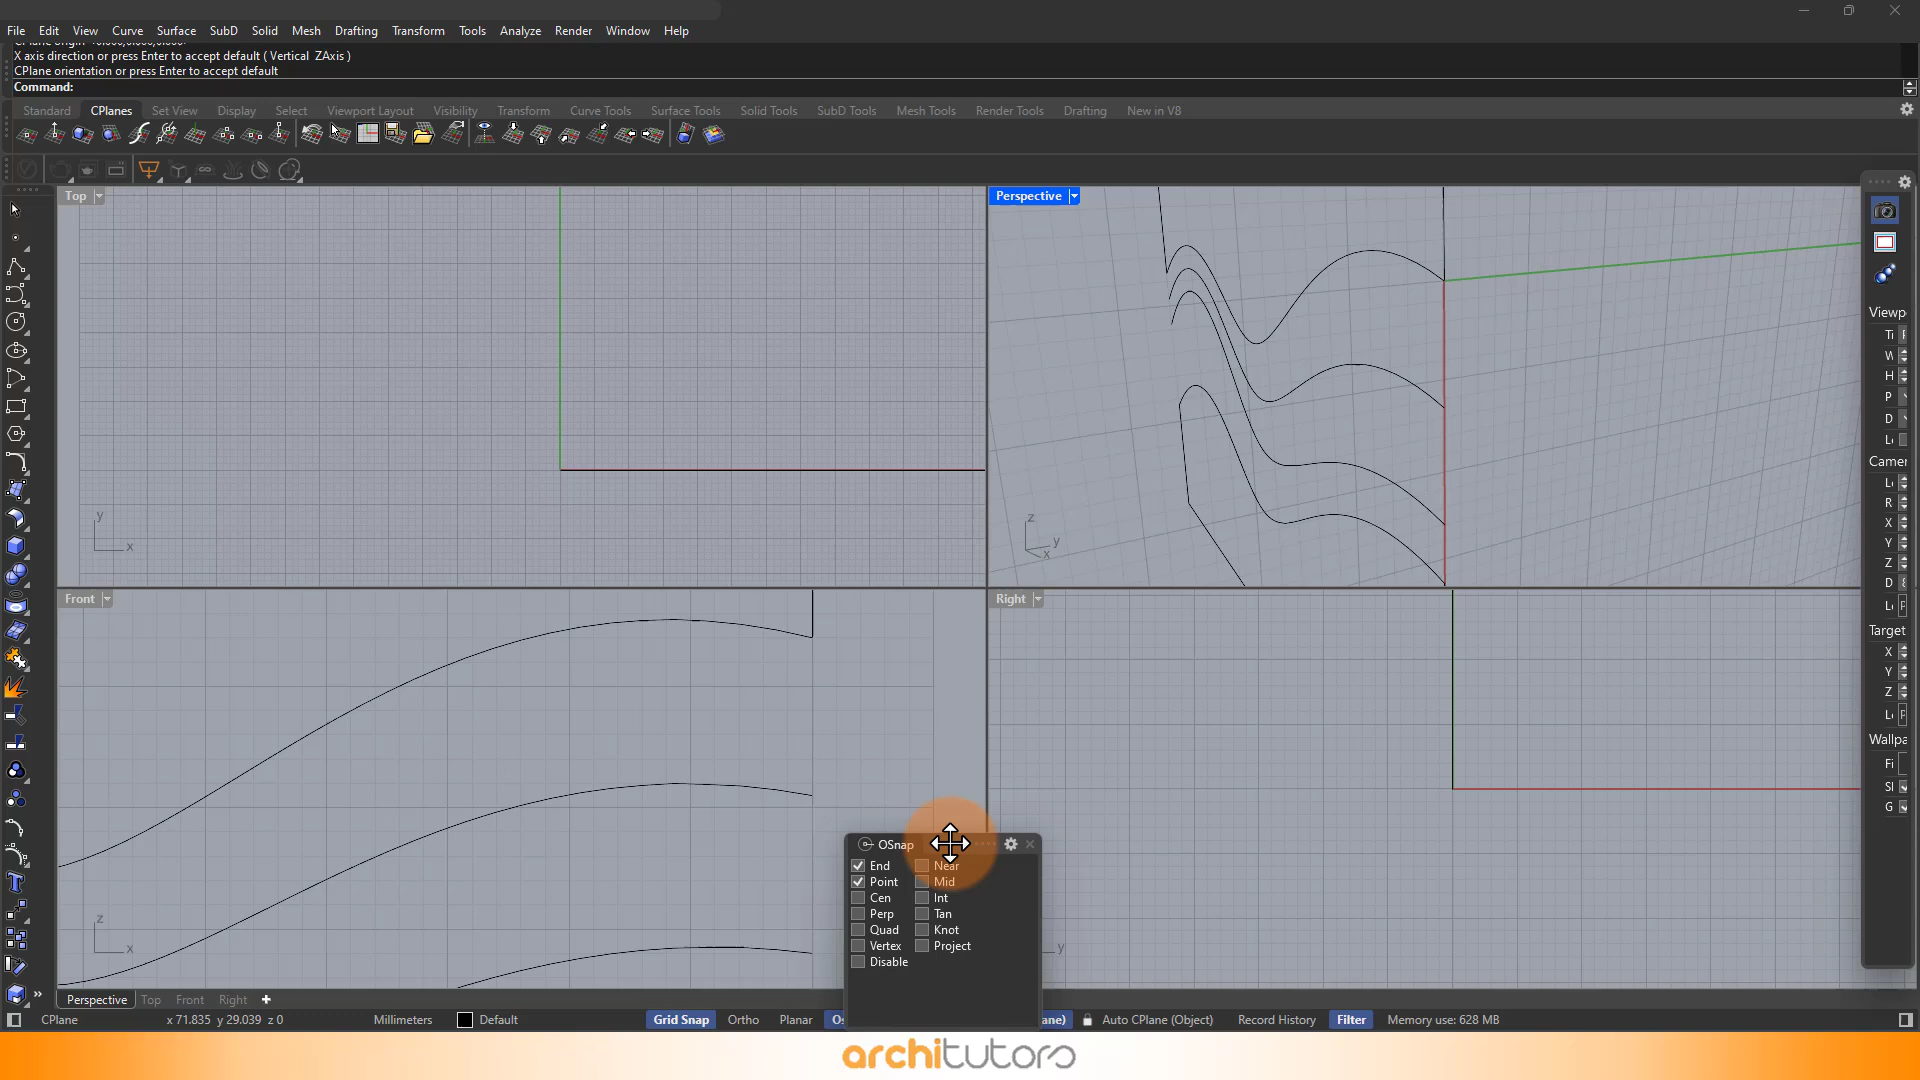 File Edit View Curve Surface SubD Solid Mesh Drafting Transform Tools Analyze Render Window Help
X axis direction or press Enter to accept default ( Vertical  ZAxis )
CPlane orientation or press Enter to accept default
Command:
Standard CPlanes Set View Display Select Viewport Layout Visibility Transform Curve Tools Surface Tools Solid Tools SubD Tools Mesh Tools Render Tools Drafting New in V8
Top
Perspective
y
x
z
y
x
Front
Right
z
x
y
OSnap
End Near
Point Mid
Cen Int
Perp Tan
Quad Knot
Vertex Project
Disable
Viewp
Ti
W
H
P
D
Camer
R
X
Y
Z
D
Target
X
Y
Z
Wallpa
Fi
G
Perspective Top Front Right
CPlane x 71.835 y 29.039 z 0 Millimeters Default Grid Snap Ortho Planar Os ane) Auto CPlane (Object) Record History Filter Memory use: 628 MB
architutors